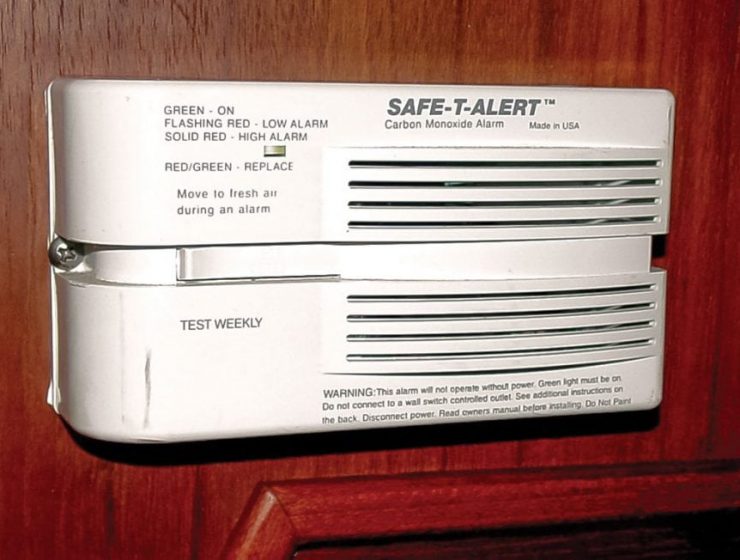 GREEN - ON
FLASHING RED - LOW ALARM
SOLID RED - HIGH ALARM
RED/GREEN - REPLACE
Move to fresh air
during an alarm
SAFE-T-ALERT™
Carbon Monoxide Alarm Made in USA
TEST WEEKLY
WARNING: This alarm will not operate without power. Green light must be on.
Do not connect to a wall switch controlled outlet. See additional instructions on
the back. Disconnect power. Read owners manual before installing. Do Not Paint